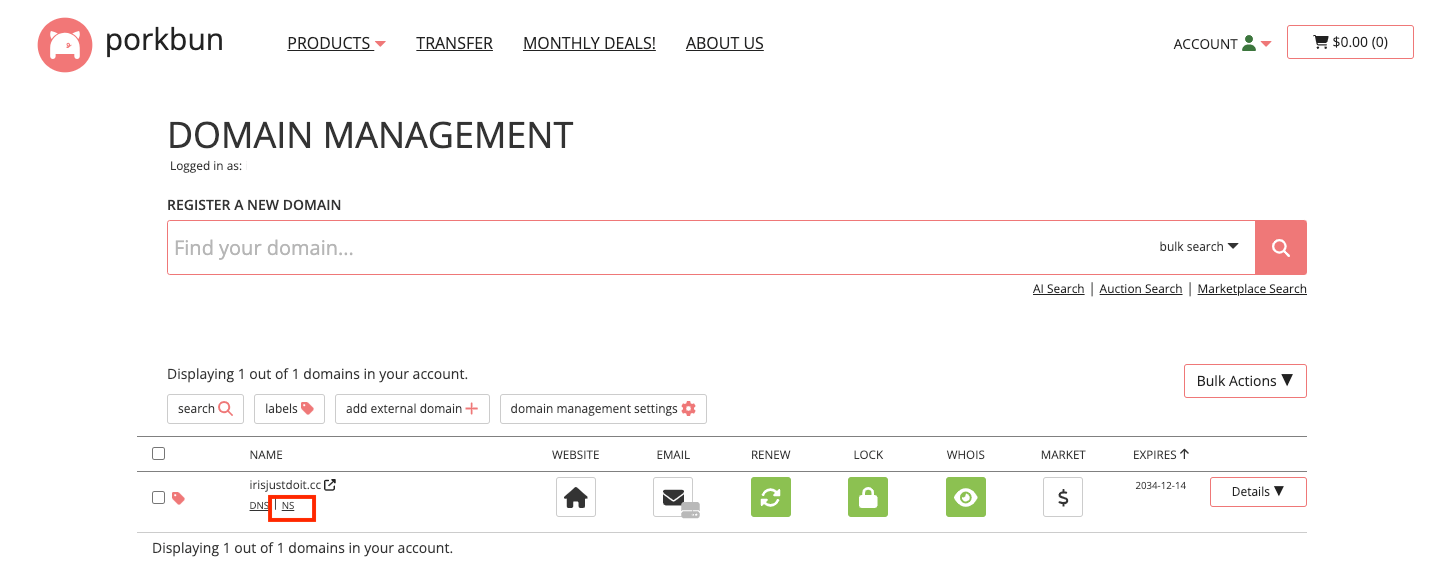 porkbun
PRODUCTS TRANSFER MONTHLY DEALS! ABOUT US
ACCOUNT $0.00 (0)
DOMAIN MANAGEMENT
Logged in as:
REGISTER A NEW DOMAIN
Find your domain...
bulk search
AI Search | Auction Search | Marketplace Search
Displaying 1 out of 1 domains in your account.
Bulk Actions
search labels add external domain domain management settings
NAME WEBSITE EMAIL RENEW LOCK WHOIS MARKET EXPIRES
irisjustdoit.cc
DNS | NS
$
2034-12-14
Details
Displaying 1 out of 1 domains in your account.